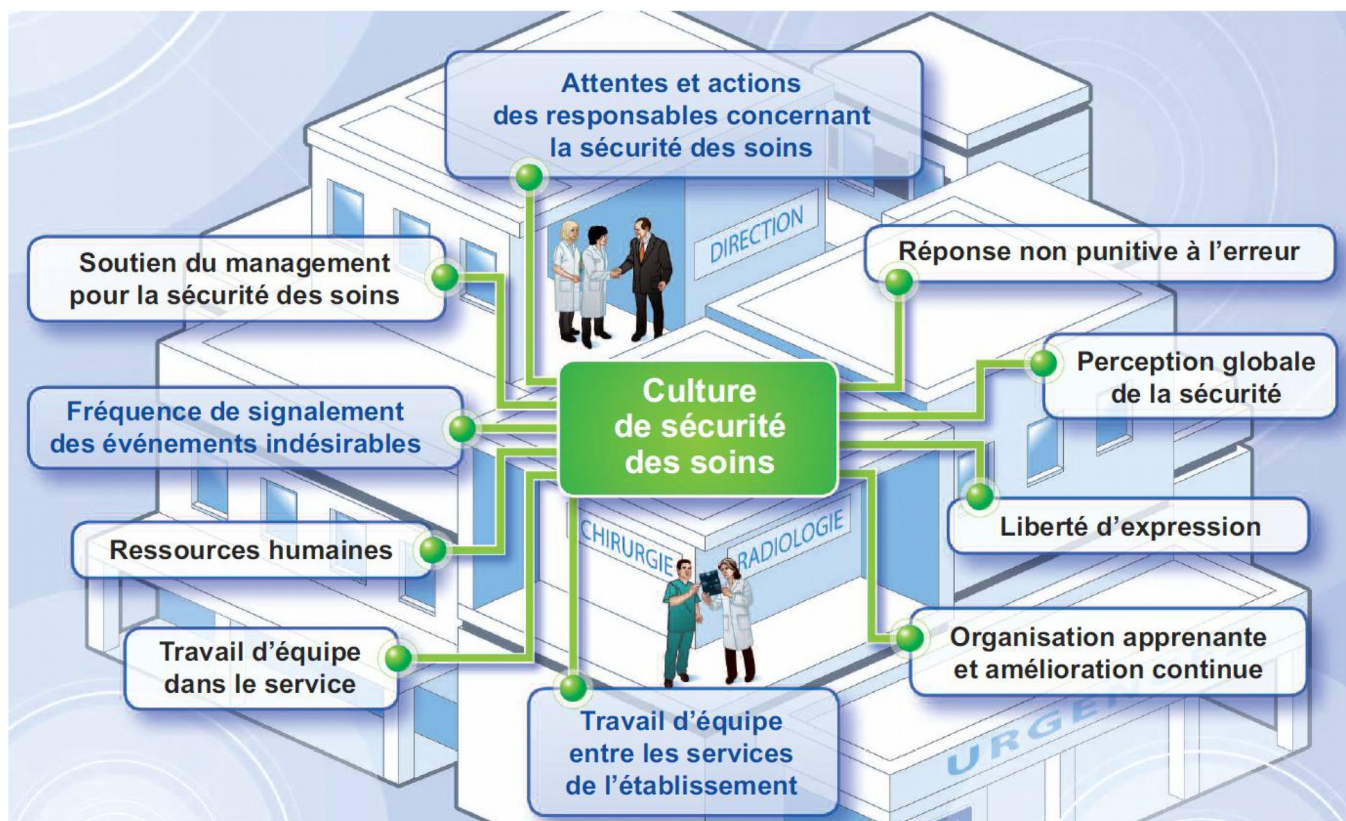 Attentes et actions
des responsables concernant
la sécurité des soins
DIRECTION
Soutien du management
pour la sécurité des soins
Réponse non punitive à l’erreur
Perception globale
de la sécurité
Culture
de sécurité
des soins
Fréquence de signalement
des événements indésirables
Liberté d’expression
Ressources humaines
CHIRURGIE
RADIOLOGIE
Organisation apprenante
et amélioration continue
Travail d’équipe
dans le service
Travail d’équipe
entre les services
de l’établissement
URGEN